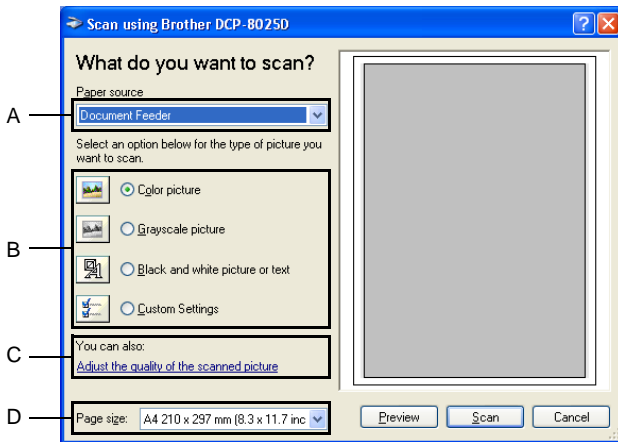 Scan using Brother DCP-8025D
What do you want to scan?
Paper source
A
Document Feeder
Select an option below for the type of picture you
want to scan.
Color picture
Grayscale picture
B
Black and white picture or text
Custom Settings
You can also:
C
Adjust the quality of the scanned picture
D
Page size: A4 210 x 297 mm (8.3 x 11.7 inc
Preview Scan Cancel